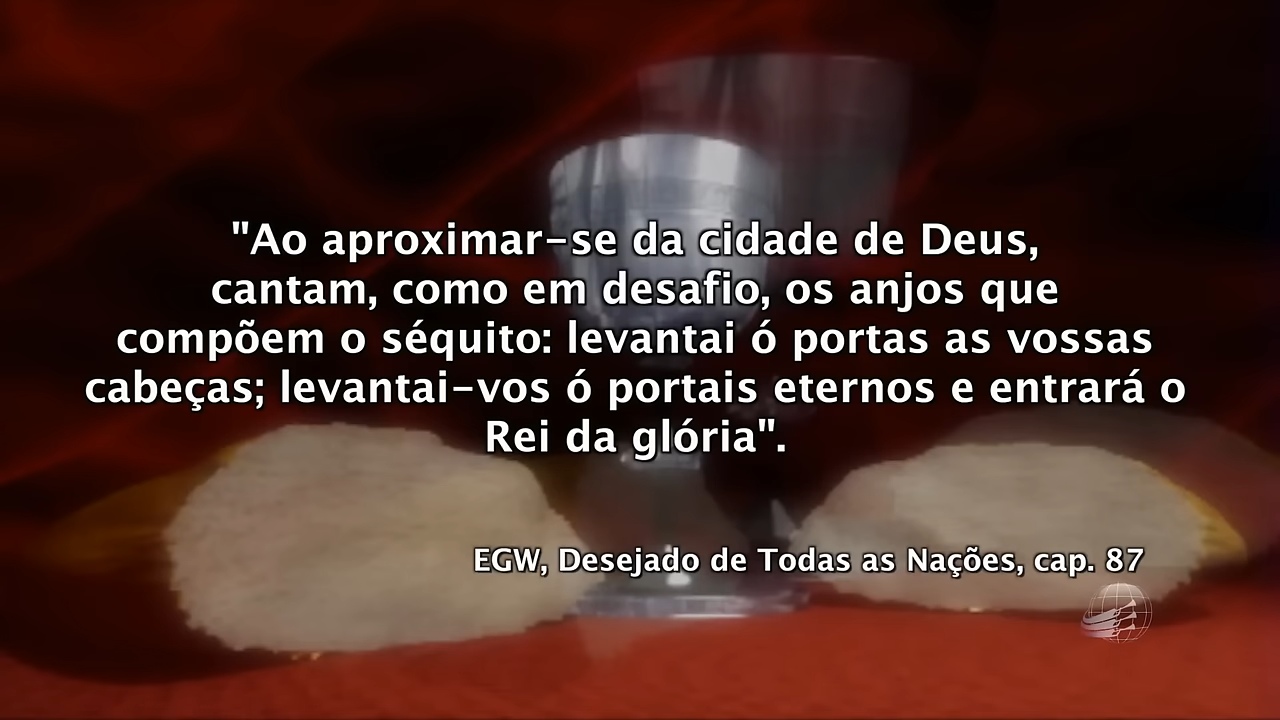 "Ao aproximar-se da cidade de Deus,
cantam, como em desafio, os anjos que
compõem o séquito: levantai ó portas as vossas
cabeças; levantai-vos ó portais eternos e entrará o
Rei da glória".
EGW, Desejado de Todas as Nações, cap. 87